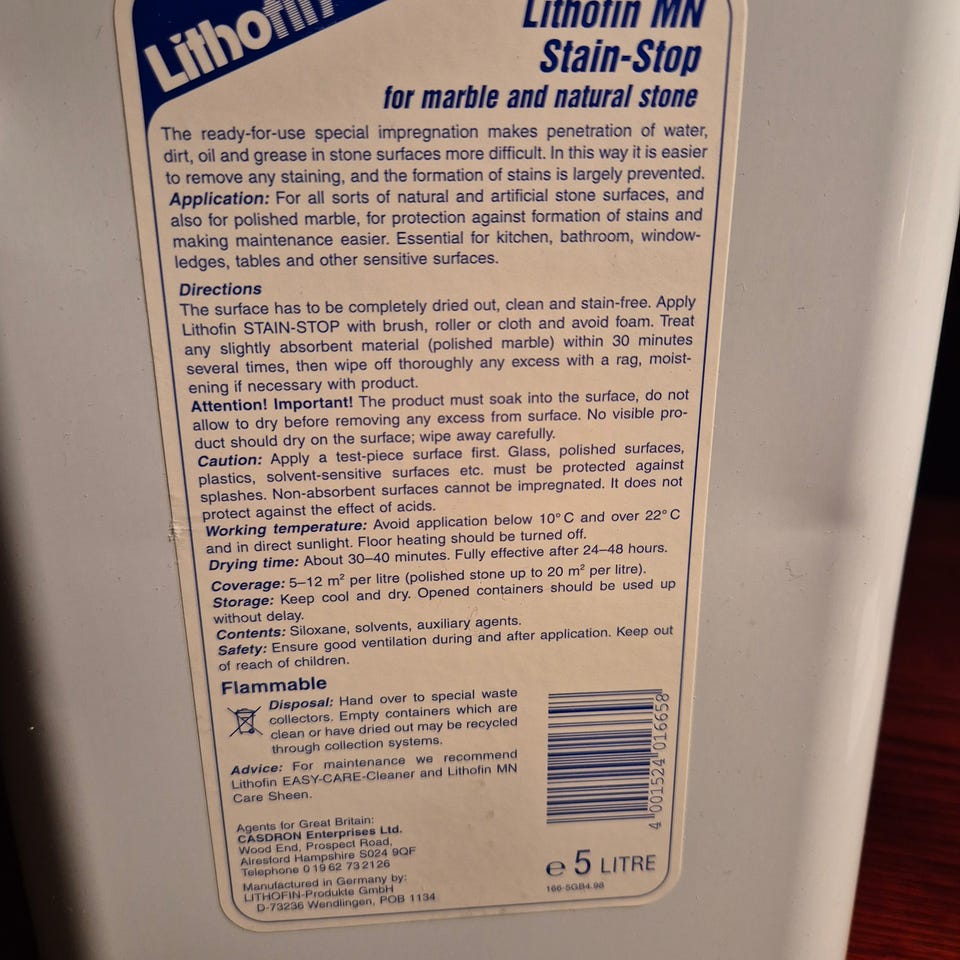 Lithofin
Lithofin MN
Stain-Stop
for marble and natural stone
The ready-for-use special impregnation makes penetration of water,
dirt, oil and grease in stone surfaces more difficult. In this way it is easier
to remove any staining, and the formation of stains is largely prevented.
Application: For all sorts of natural and artificial stone surfaces, and
also for polished marble, for protection against formation of stains and
making maintenance easier. Essential for kitchen, bathroom, window-
ledges, tables and other sensitive surfaces.
Directions
The surface has to be completely dried out, clean and stain-free. Apply
Lithofin STAIN-STOP with brush, roller or cloth and avoid foam. Treat
any slightly absorbent material (polished marble) within 30 minutes
several times, then wipe off thoroughly any excess with a rag, moist-
ening if necessary with product.
Attention! Important! The product must soak into the surface, do not
allow to dry before removing any excess from surface. No visible pro-
duct should dry on the surface; wipe away carefully.
Caution: Apply a test-piece surface first. Glass, polished surfaces,
plastics, solvent-sensitive surfaces etc. must be protected against
splashes. Non-absorbent surfaces cannot be impregnated. It does not
protect against the effect of acids.
Working temperature: Avoid application below 10° C and over 22° C
and in direct sunlight. Floor heating should be turned off.
Drying time: About 30–40 minutes. Fully effective after 24–48 hours.
Coverage: 5–12 m² per litre (polished stone up to 20 m² per litre).
Storage: Keep cool and dry. Opened containers should be used up
without delay.
Contents: Siloxane, solvents, auxiliary agents.
Safety: Ensure good ventilation during and after application. Keep out
of reach of children.
Flammable
Disposal: Hand over to special waste
collectors. Empty containers which are
clean or have dried out may be recycled
through collection systems.
Advice: For maintenance we recommend
Lithofin EASY-CARE-Cleaner and Lithofin MN
Care Sheen.
Agents for Great Britain:
CASDRON Enterprises Ltd.
Wood End, Prospect Road,
Alresford Hampshire S024 9QF
Telephone 0 19 62 73 21 26
Manufactured in Germany by:
LITHOFIN-Produkte GmbH
D-73236 Wendlingen, POB 1134
4 001524 016658
e 5 LITRE
166-5GB4.98